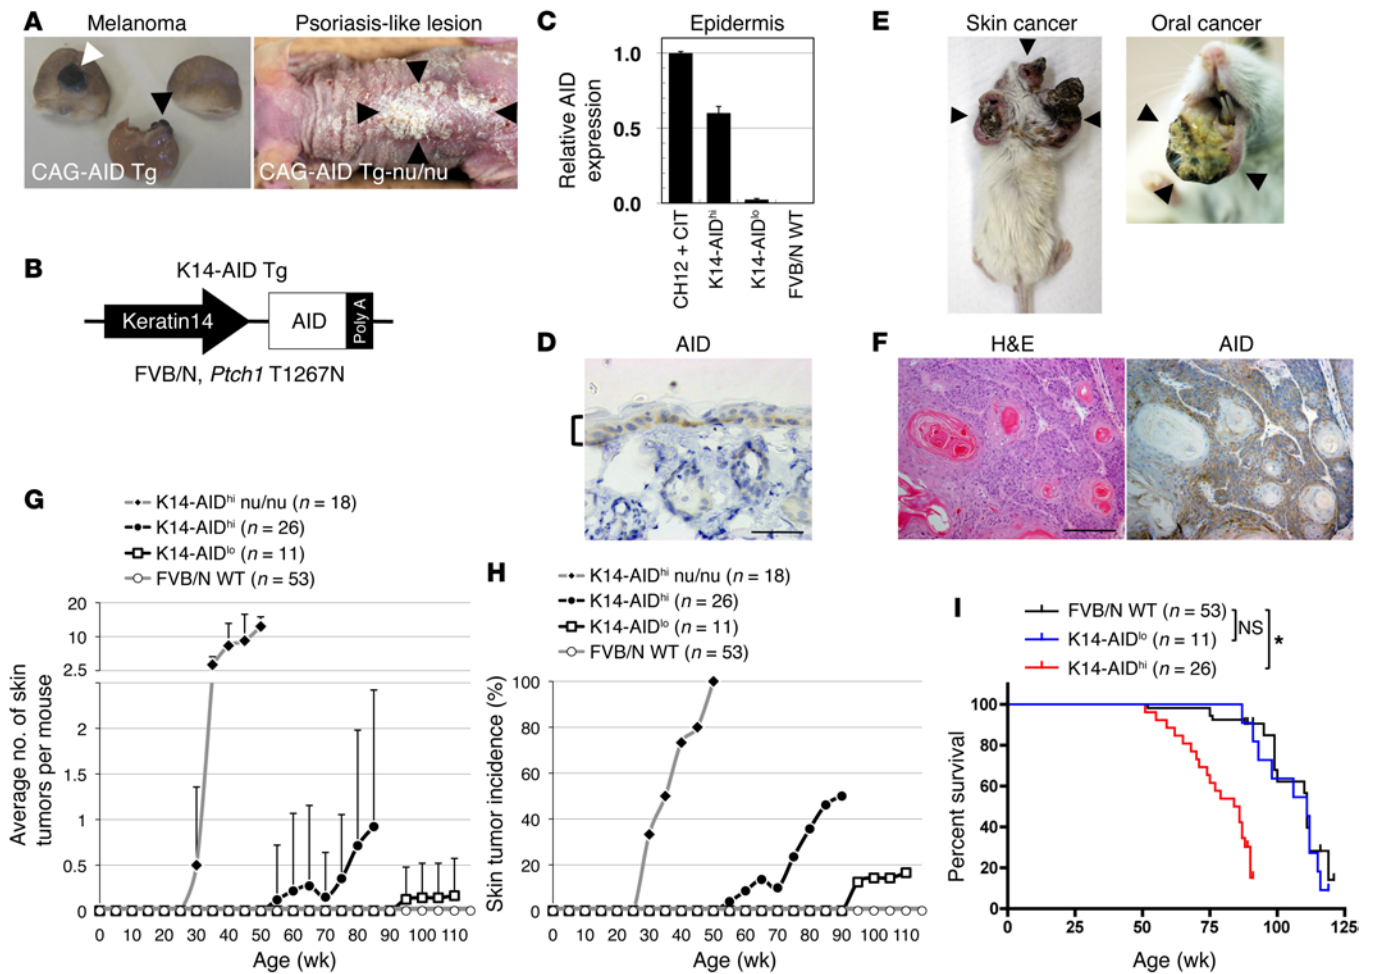 A
Melanoma
Psoriasis-like lesion
CAG-AID Tg
CAG-AID Tg-nu/nu
B
K14-AID Tg
Keratin14
AID
Poly A
FVB/N, Ptch1 T1267N
C
Epidermis
Relative AID
expression
1.0
0.5
0.0
CH12 + CIT
K14-AIDhi
K14-AIDlo
FVB/N WT
D
AID
E
Skin cancer
Oral cancer
F
H&E
AID
G
K14-AIDhi nu/nu (n = 18)
K14-AIDhi (n = 26)
K14-AIDlo (n = 11)
FVB/N WT (n = 53)
Average no. of skin
tumors per mouse
20
10
2.5
2
1.5
1
0.5
0
0 10 20 30 40 50 60 70 80 90 100 110
Age (wk)
H
K14-AIDhi nu/nu (n = 18)
K14-AIDhi (n = 26)
K14-AIDlo (n = 11)
FVB/N WT (n = 53)
Skin tumor incidence (%)
100
80
60
40
20
0
0 10 20 30 40 50 60 70 80 90 100 110
Age (wk)
I
FVB/N WT (n = 53)
K14-AIDlo (n = 11)
K14-AIDhi (n = 26)
NS
*
Percent survival
100
80
60
40
20
0
0 25 50 75 100 125
Age (wk)